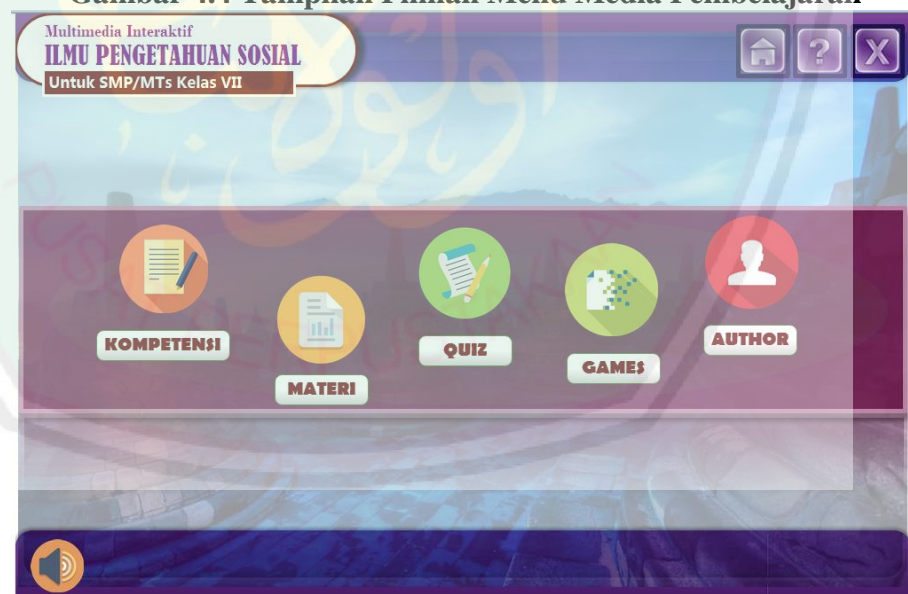 Gambar 4.4 Tampilan Pilihan Menu Media Pembelajaran
Multimedia Interaktif
ILMU PENGETAHUAN SOSIAL
Untuk SMP/MTs Kelas VII
? X
KOMPETENSI
MATERI
QUIZ
GAMES
AUTHOR